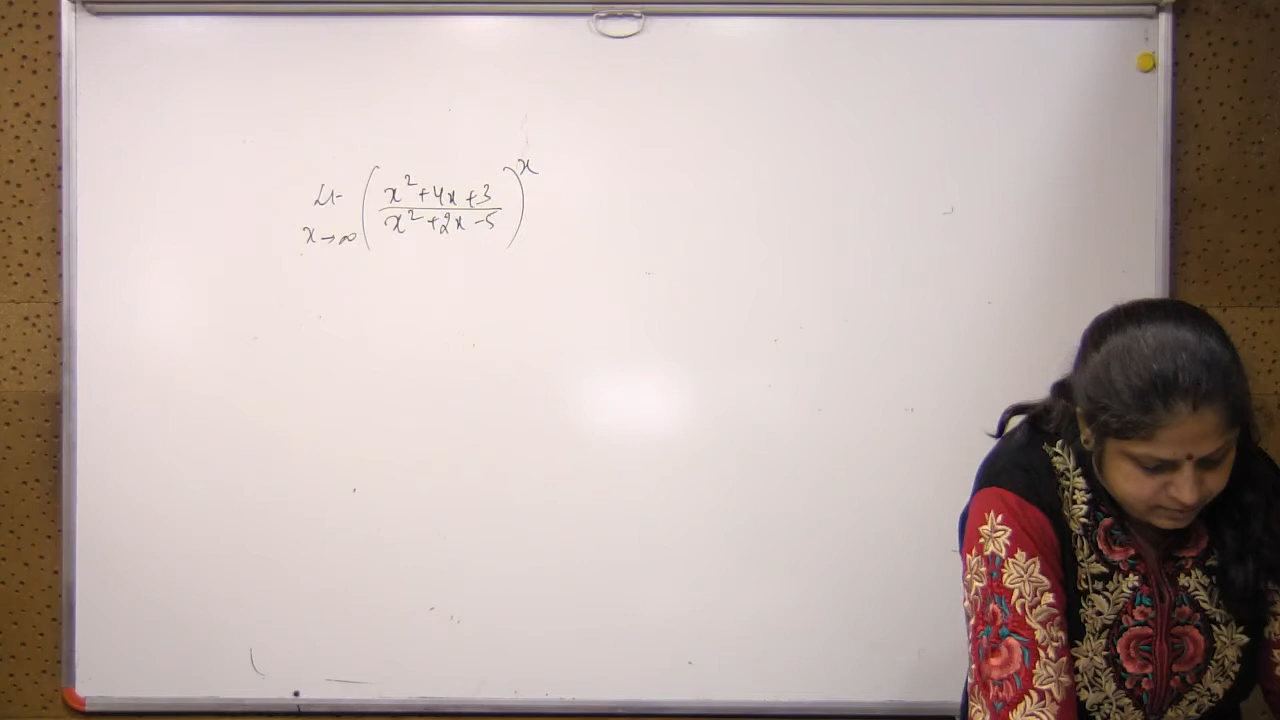 Lt x→∞ ( (x²+4x+3) / (x²+2x-5) )^x